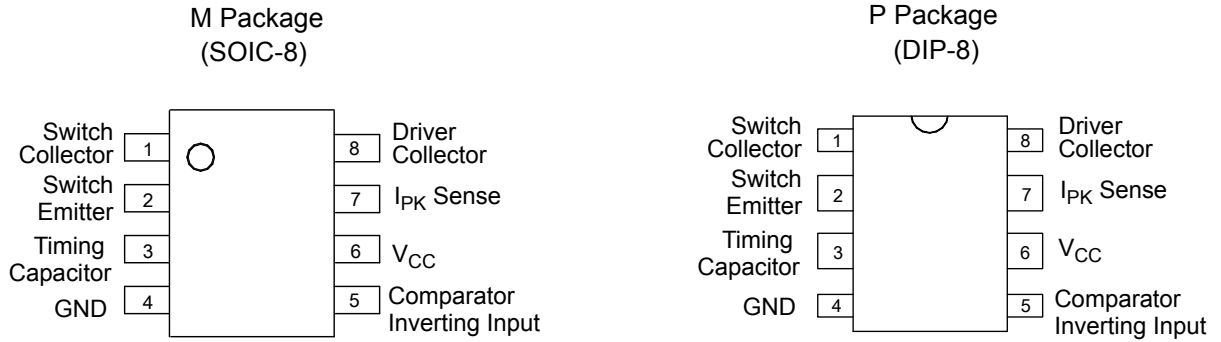 M Package
(SOIC-8)
Switch
Collector
1
8
Driver
Collector
Switch
Emitter
2
7
IPK Sense
Timing
Capacitor
3
6
VCC
GND
4
5
Comparator
Inverting Input
P Package
(DIP-8)
Switch
Collector
1
8
Driver
Collector
Switch
Emitter
2
7
IPK Sense
Timing
Capacitor
3
6
VCC
GND
4
5
Comparator
Inverting Input